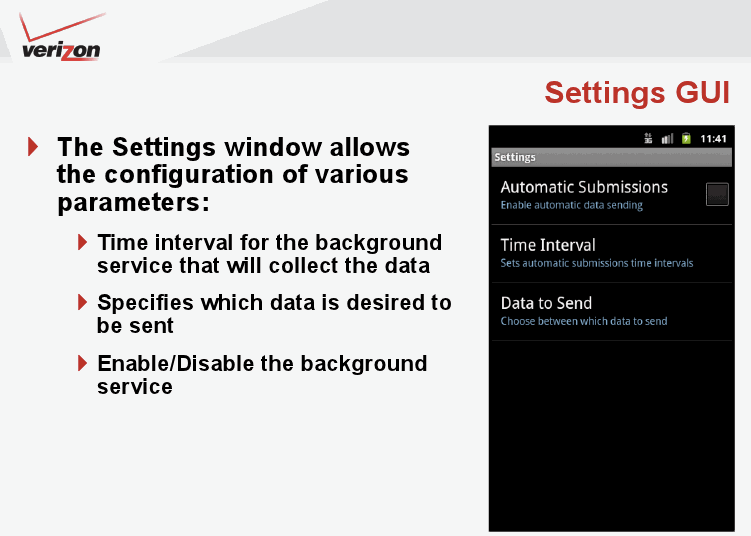 verizon
Settings GUI
The Settings window allows
the configuration of various
parameters:
Time interval for the background
service that will collect the data
Specifies which data is desired to
be sent
Enable/Disable the background
service
3G 11:41
Settings
Automatic Submissions
Enable automatic data sending
Time Interval
Sets automatic submissions time intervals
Data to Send
Choose between which data to send